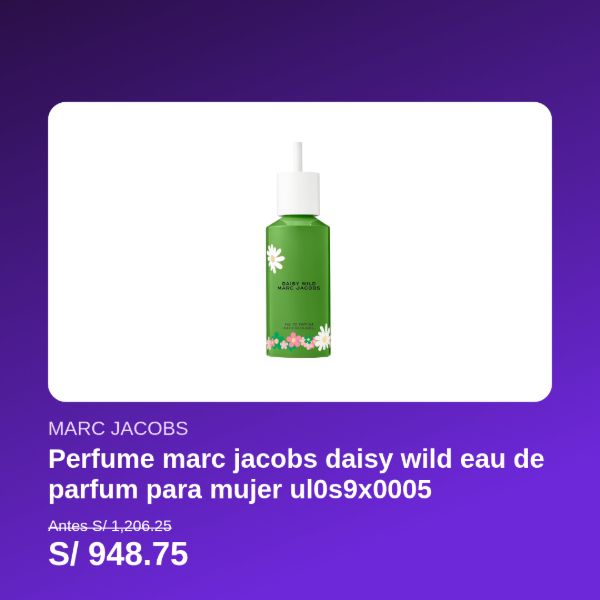 DAISY WILD
MARC JACOBS
MARC JACOBS
Perfume marc jacobs daisy wild eau de
parfum para mujer ul0s9x0005
Antes S/ 1,206.25
S/ 948.75